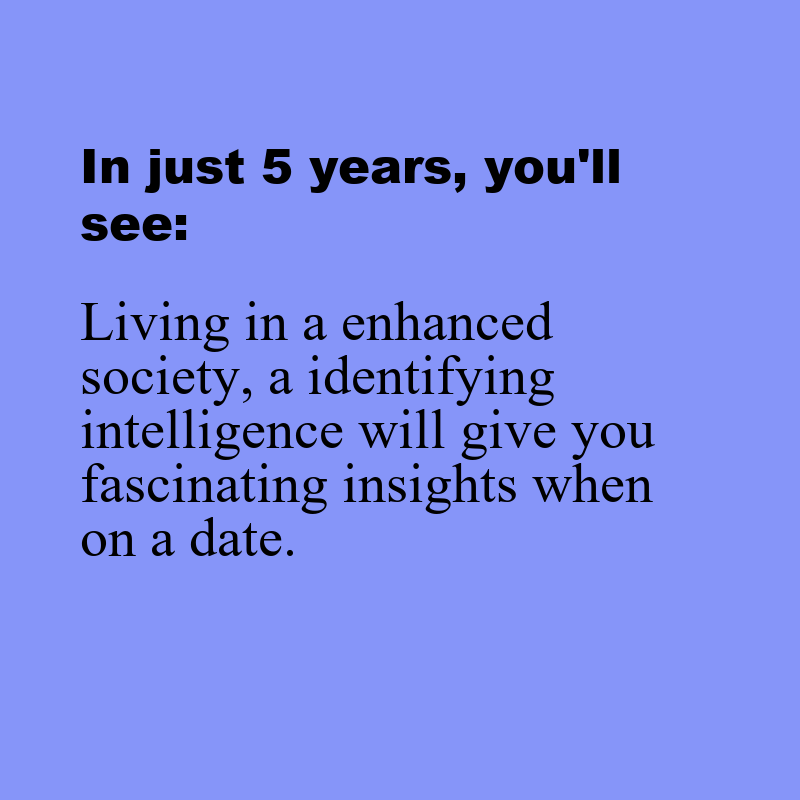 In just 5 years, you'll
see:
Living in a enhanced
society, a identifying
intelligence will give you
fascinating insights when
on a date.